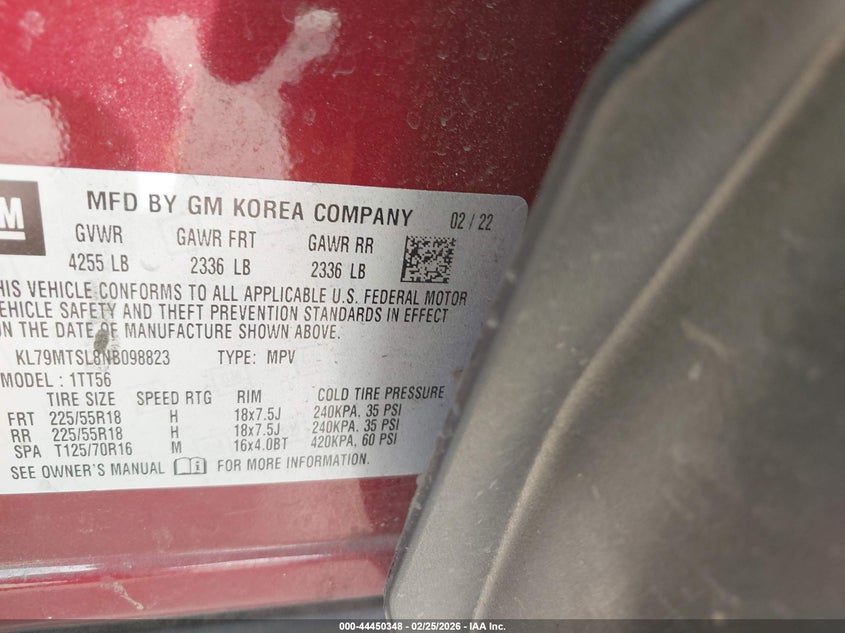 M
MFD BY GM KOREA COMPANY 02 / 22
GVWR GAWR FRT GAWR RR
4255 LB 2336 LB 2336 LB
HIS VEHICLE CONFORMS TO ALL APPLICABLE U.S. FEDERAL MOTOR
EHICLE SAFETY AND THEFT PREVENTION STANDARDS IN EFFECT
ON THE DATE OF MANUFACTURE SHOWN ABOVE.
KL79MTSL8NB098823 TYPE: MPV
MODEL : 1TT56
TIRE SIZE SPEED RTG RIM COLD TIRE PRESSURE
FRT 225/55R18 H 18x7.5J 240KPA, 35 PSI
RR 225/55R18 H 18x7.5J 240KPA, 35 PSI
SPA T125/70R16 M 16x4.0BT 420KPA, 60 PSI
SEE OWNER'S MANUAL FOR MORE INFORMATION.
000-44450348 - 02/25/2026 - IAA Inc.